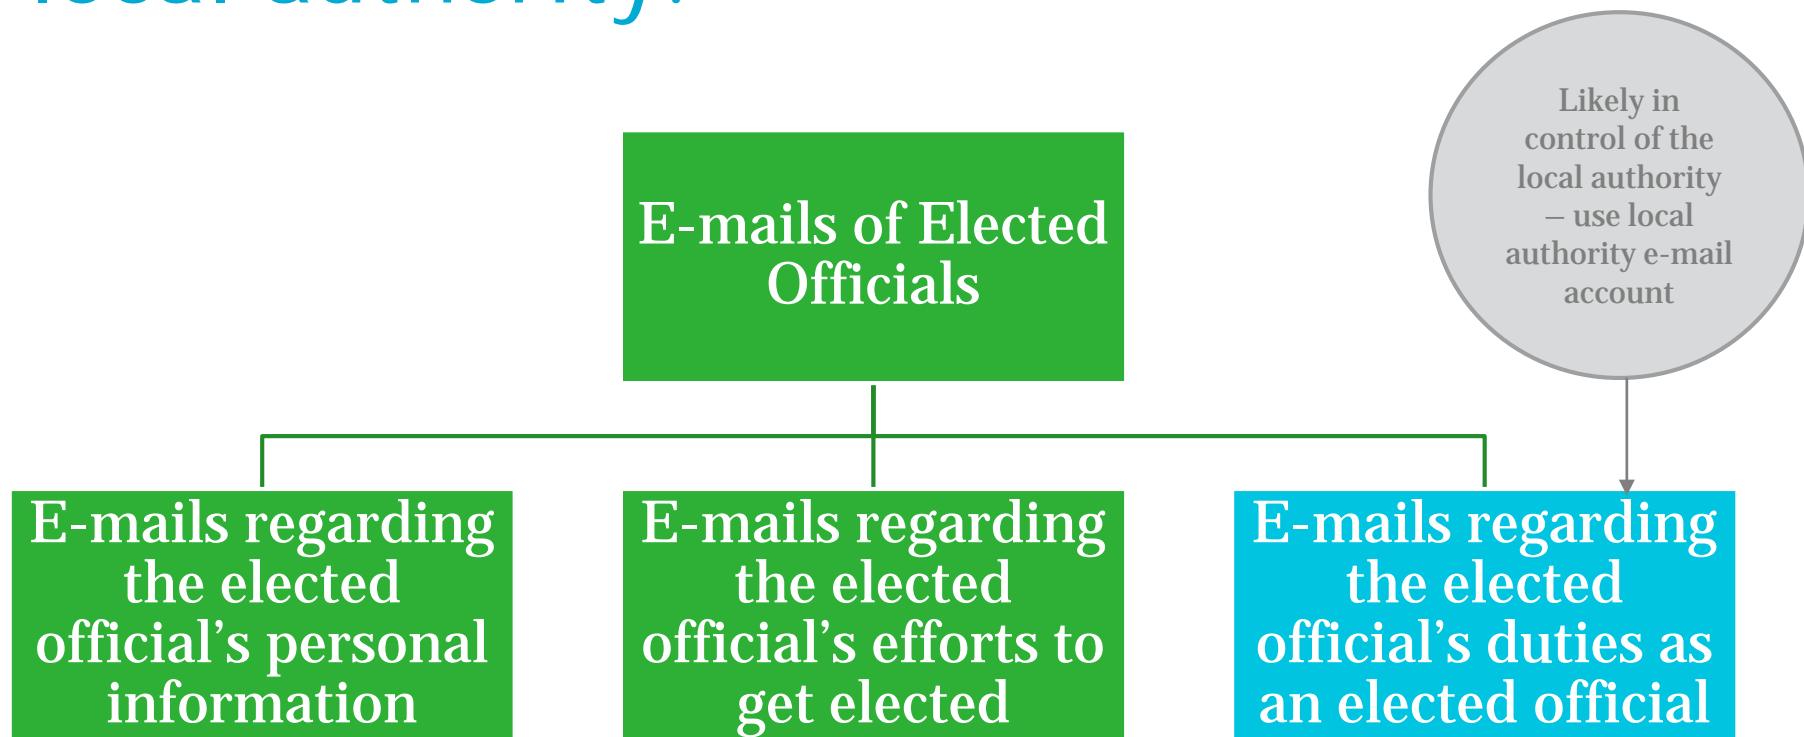 local authority.
Likely in
control of the
local authority
– use local
authority e-mail
account
E-mails of Elected
Officials
E-mails regarding
the elected
official’s personal
information
E-mails regarding
the elected
official’s efforts to
get elected
E-mails regarding
the elected
official’s duties as
an elected official